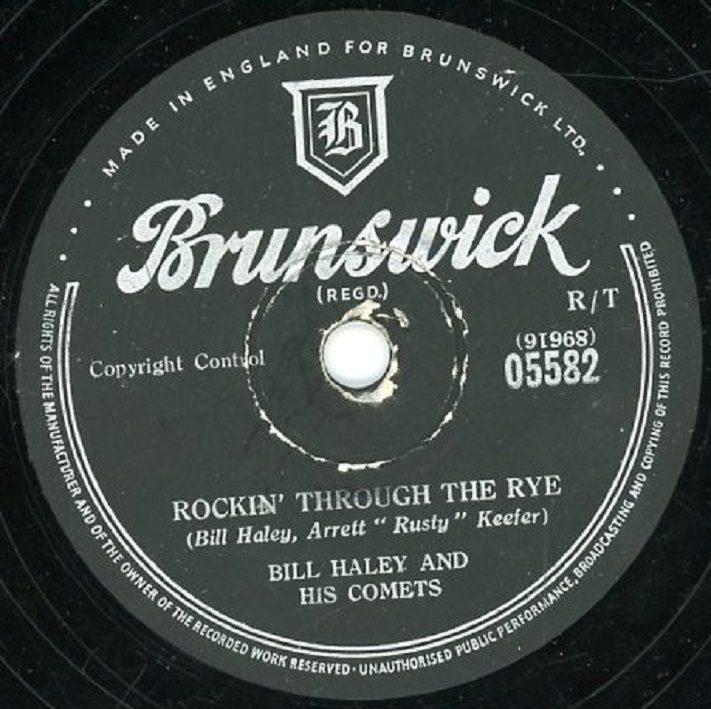 MADE IN ENGLAND FOR BRUNSWICK LTD.
B
Brunswick
(REGD.)
R/T
Copyright Control
(91968)
05582
ROCKIN' THROUGH THE RYE
(Bill Haley, Arrett "Rusty" Keefer)
BILL HALEY AND
HIS COMETS
ALL RIGHTS OF THE MANUFACTURER AND OF THE OWNER OF THE RECORDED WORK RESERVED · UNAUTHORISED PUBLIC PERFORMANCE, BROADCASTING AND COPYING OF THIS RECORD PROHIBITED